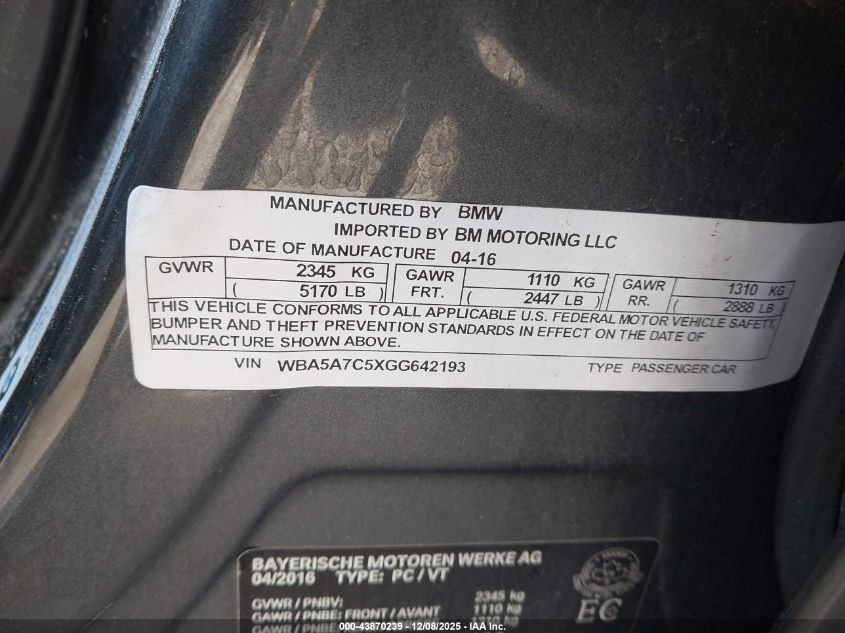 MANUFACTURED BY BMW
IMPORTED BY BM MOTORING LLC
DATE OF MANUFACTURE 04-16
GVWR 2345 KG GAWR 1110 KG GAWR 1310 KG
( 5170 LB ) FRT. ( 2447 LB ) RR. ( 2888 LB
THIS VEHICLE CONFORMS TO ALL APPLICABLE U.S. FEDERAL MOTOR VEHICLE SAFETY,
BUMPER AND THEFT PREVENTION STANDARDS IN EFFECT ON THE DATE OF
MANUFACTURE SHOWN ABOVE.
VIN WBA5A7C5XGG642193 TYPE PASSENGER CAR
BAYERISCHE MOTOREN WERKE AG
04/2016 TYPE: PC/VT
GVWR / PNBV: 2345 kg
GAWR / PNBE: FRONT / AVANT 1110 kg
GAWR / PNBE
EC
000-43870239 - 12/08/2025 - IAA Inc.